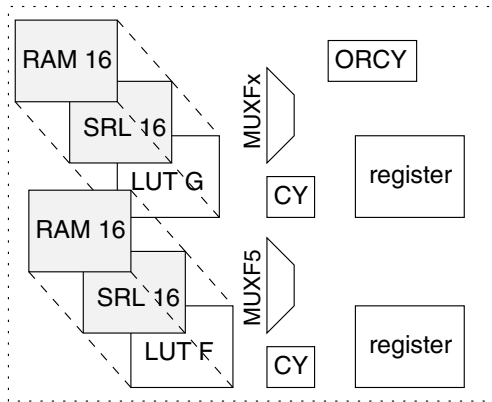 RAM 16
SRL 16
LUT G
MUXFx
ORCY
CY
register
RAM 16
SRL 16
LUT F
MUXF5
CY
register